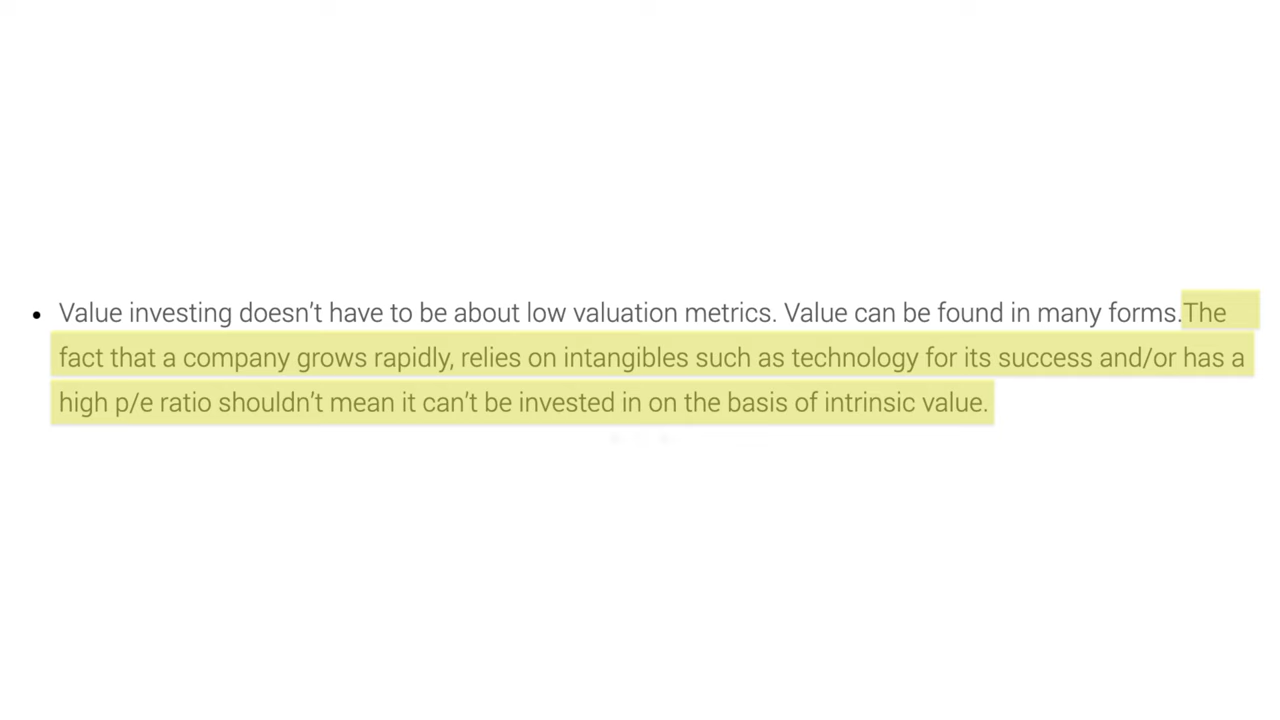 • Value investing doesn’t have to be about low valuation metrics. Value can be found in many forms.The
fact that a company grows rapidly, relies on intangibles such as technology for its success and/or has a
high p/e ratio shouldn’t mean it can’t be invested in on the basis of intrinsic value.